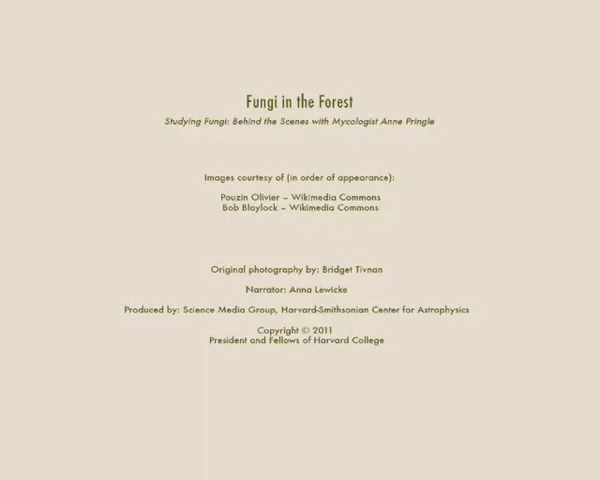 Fungi in the Forest
Studying Fungi: Behind the Scenes with Mycologist Anne Pringle
Images courtesy of (in order of appearance):
Pouzin Olivier – Wikimedia Commons
Bob Blaylock – Wikimedia Commons
Original photography by: Bridget Tivnan
Narrator: Anna Lewicke
Produced by: Science Media Group, Harvard-Smithsonian Center for Astrophysics
Copyright © 2011
President and Fellows of Harvard College